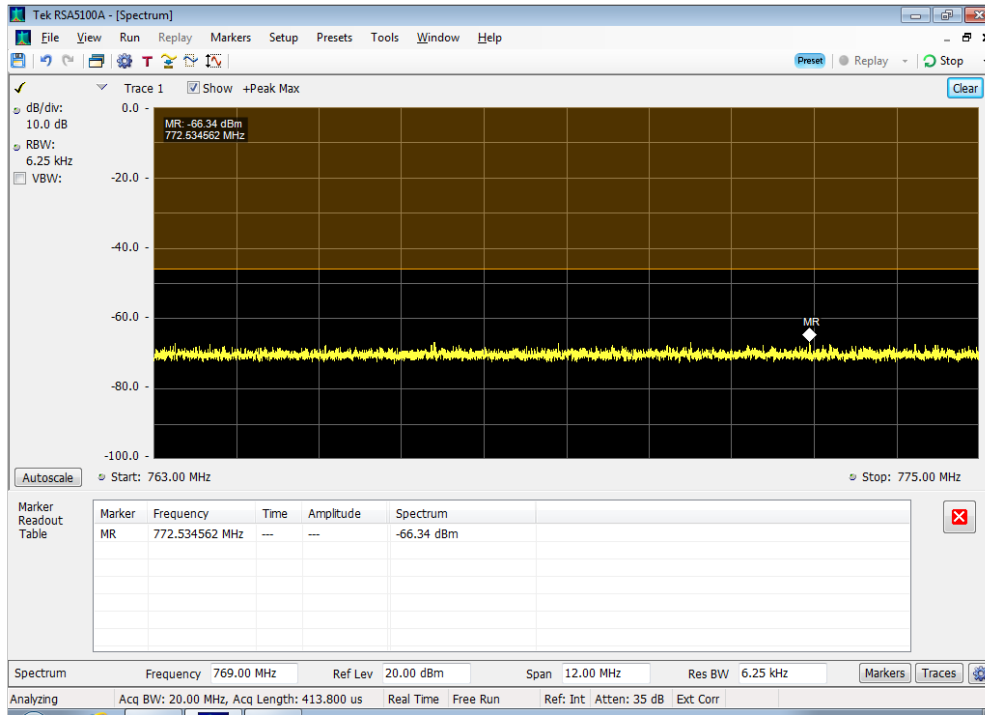 Tek RSA5100A - [Spectrum]
File View Run Replay Markers Setup Presets Tools Window Help
Preset Replay Stop
Trace 1 Show +Peak Max Clear
dB/div:
10.0 dB
RBW:
6.25 kHz
VBW:
0.0 -
MR: -66.34 dBm
772.534562 MHz
-20.0 -
-40.0 -
-60.0 -
MR
-80.0 -
-100.0 -
Autoscale Start: 763.00 MHz Stop: 775.00 MHz
Marker
Readout
Table
Marker Frequency Time Amplitude Spectrum
MR 772.534562 MHz --- --- -66.34 dBm
Spectrum Frequency 769.00 MHz Ref Lev 20.00 dBm Span 12.00 MHz Res BW 6.25 kHz Markers Traces
Analyzing Acq BW: 20.00 MHz, Acq Length: 413.800 us Real Time Free Run Ref: Int Atten: 35 dB Ext Corr